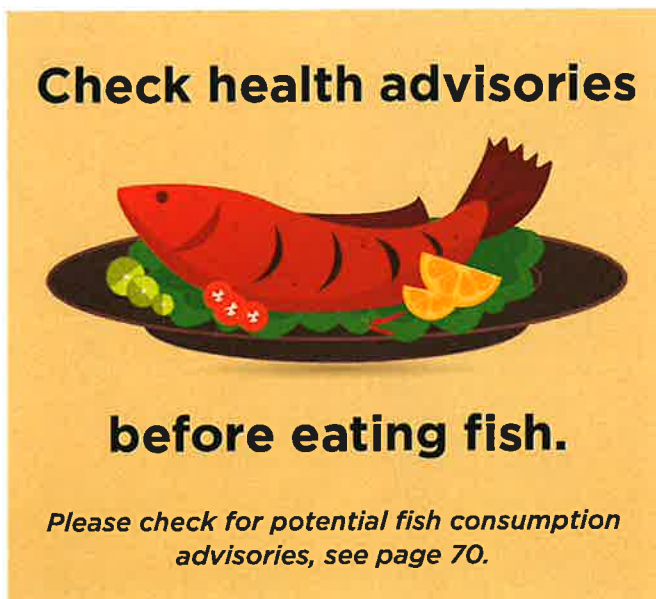 Check health advisories
before eating fish.
Please check for potential fish consumption
advisories, see page 70.